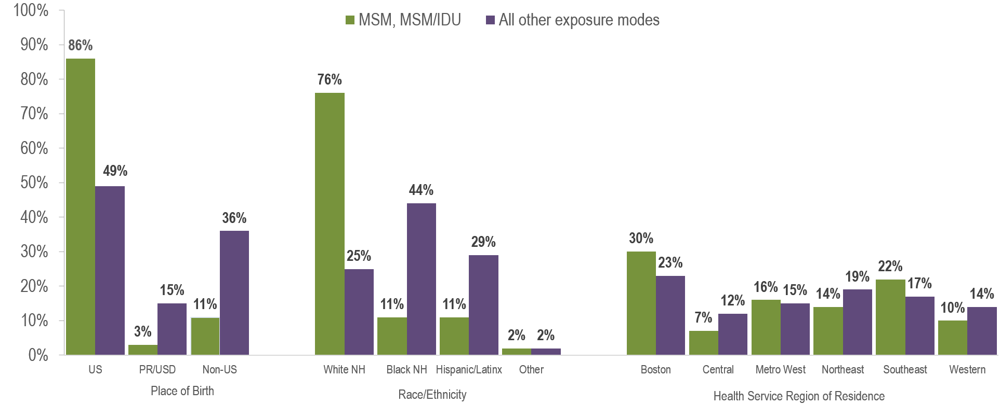 100%
90%
80%
70%
60%
50%
40%
30%
20%
10%
0%
MSM, MSM/IDU
All other exposure modes
86%
49%
3%
15%
11%
36%
76%
25%
11%
44%
11%
29%
2%
2%
30%
23%
7%
12%
16%
15%
14%
19%
22%
17%
10%
14%
US
PR/USD
Non-US
White NH
Black NH
Hispanic/Latinx
Other
Boston
Central
Metro West
Northeast
Southeast
Western
Place of Birth
Race/Ethnicity
Health Service Region of Residence